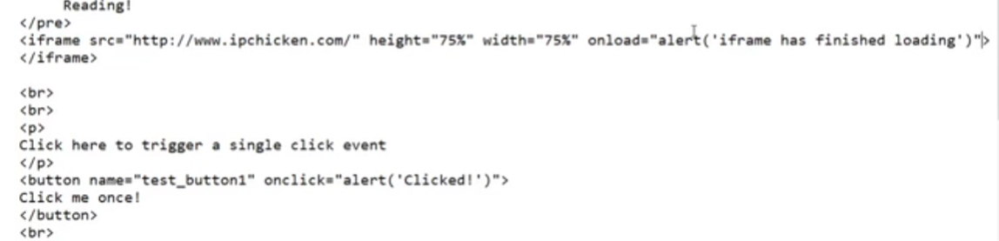 Reading!
</pre>
<iframe src="http://www.ipchicken.com/" height="75%" width="75%" onload="alert('iframe has finished loading')">
</iframe>
<br>
<br>
<p>
Click here to trigger a single click event
</p>
<button name="test_button1" onclick="alert('Clicked!')">
Click me once!
</button>
<br>